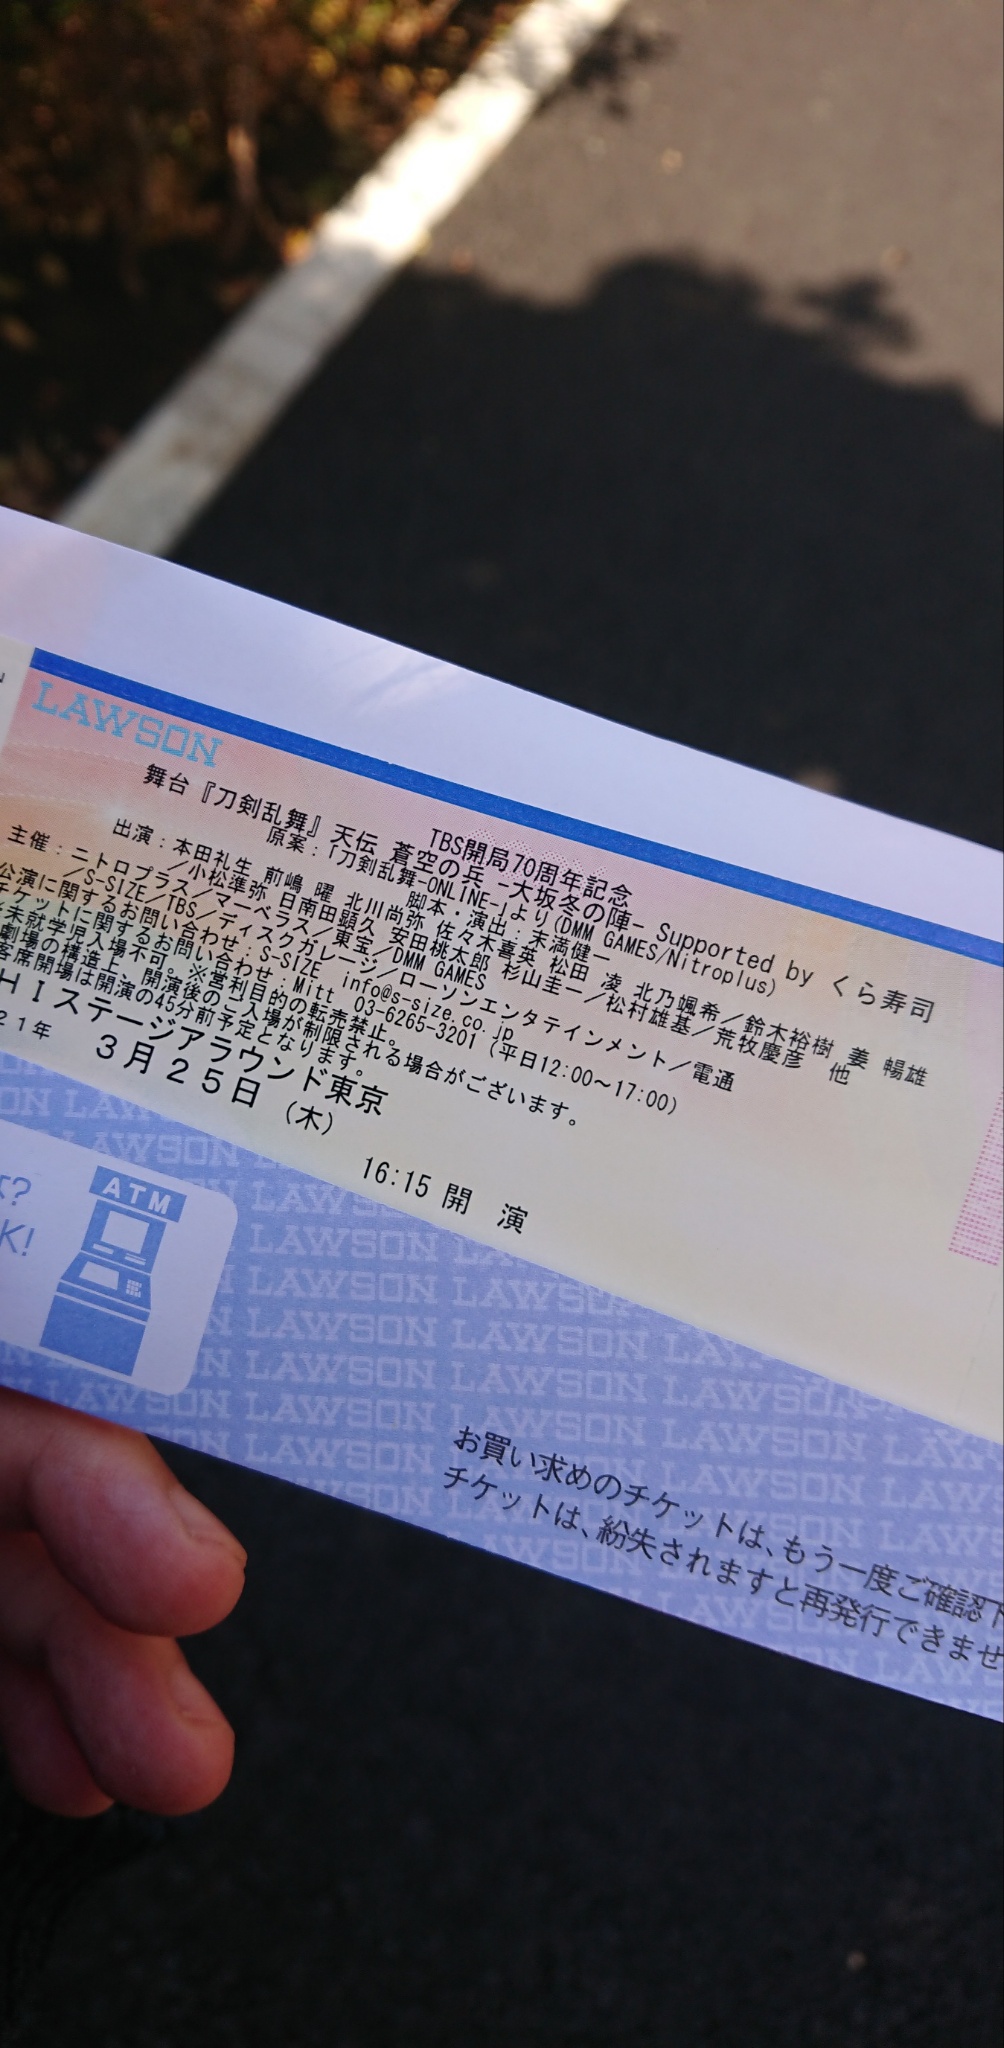 LAWSON
TBS開局70周年記念
舞台『刀剣乱舞』天伝 蒼空の兵 -大坂冬の陣- Supported by くら寿司
原案：「刀剣乱舞-ONLINE-」より(DMM GAMES/Nitroplus)
脚本・演出：末満健一
出演：本田礼生 前嶋 曜 北川尚弥 佐々木喜英 松田 凌 北乃颯希／鈴木裕樹 姜 暢雄
／小松準弥 日南田顕久 安田桃太郎 杉山圭一／松村雄基／荒牧慶彦 他
主催：ニトロプラス／マーベラス／東宝／DMM GAMES
／S-SIZE／TBS／ディスクガレージ／ローソンエンタテインメント／電通
公演に関するお問い合わせ：S-SIZE info@s-size.co.jp
チケットに関するお問い合わせ：Mitt 03-6265-3201（平日12:00〜17:00）
※未就学児入場不可。※営利目的の転売禁止。
劇場の構造上、開演後のご入場が制限される場合がございます。
客席開場は開演の45分前予定となります。
HIステージアラウンド東京
21年 3月25日（木）
16:15 開 演
ATM
K!
お買い求めのチケットは、もう一度ご確認下
チケットは、紛失されますと再発行できませ